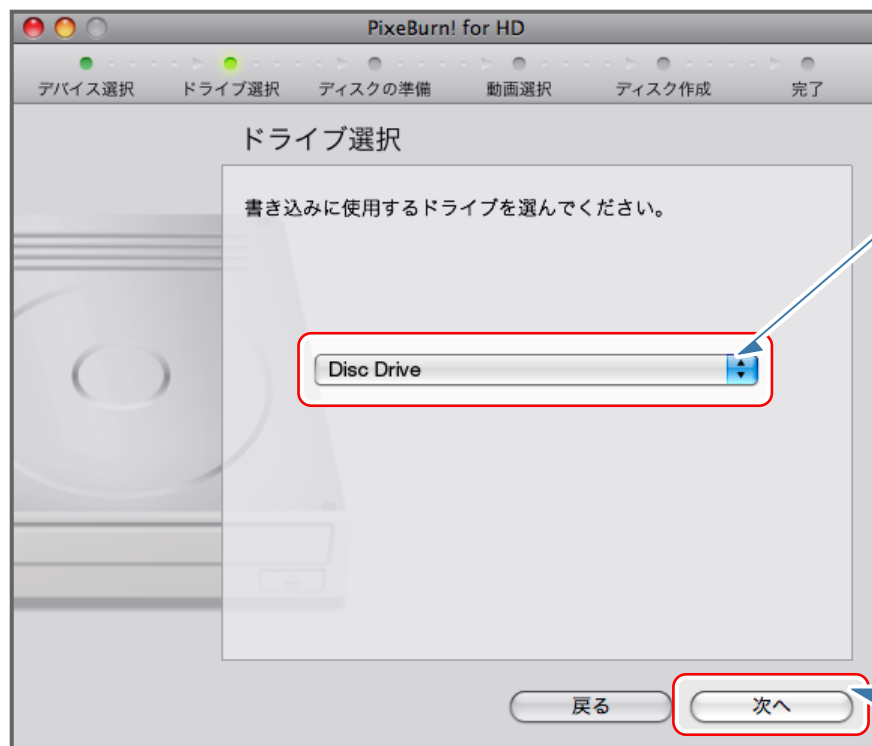 PixeBurn! for HD
デバイス選択 ドライブ選択 ディスクの準備 動画選択 ディスク作成 完了
ドライブ選択
書き込みに使用するドライブを選んでください。
Disc Drive
戻る 次へ